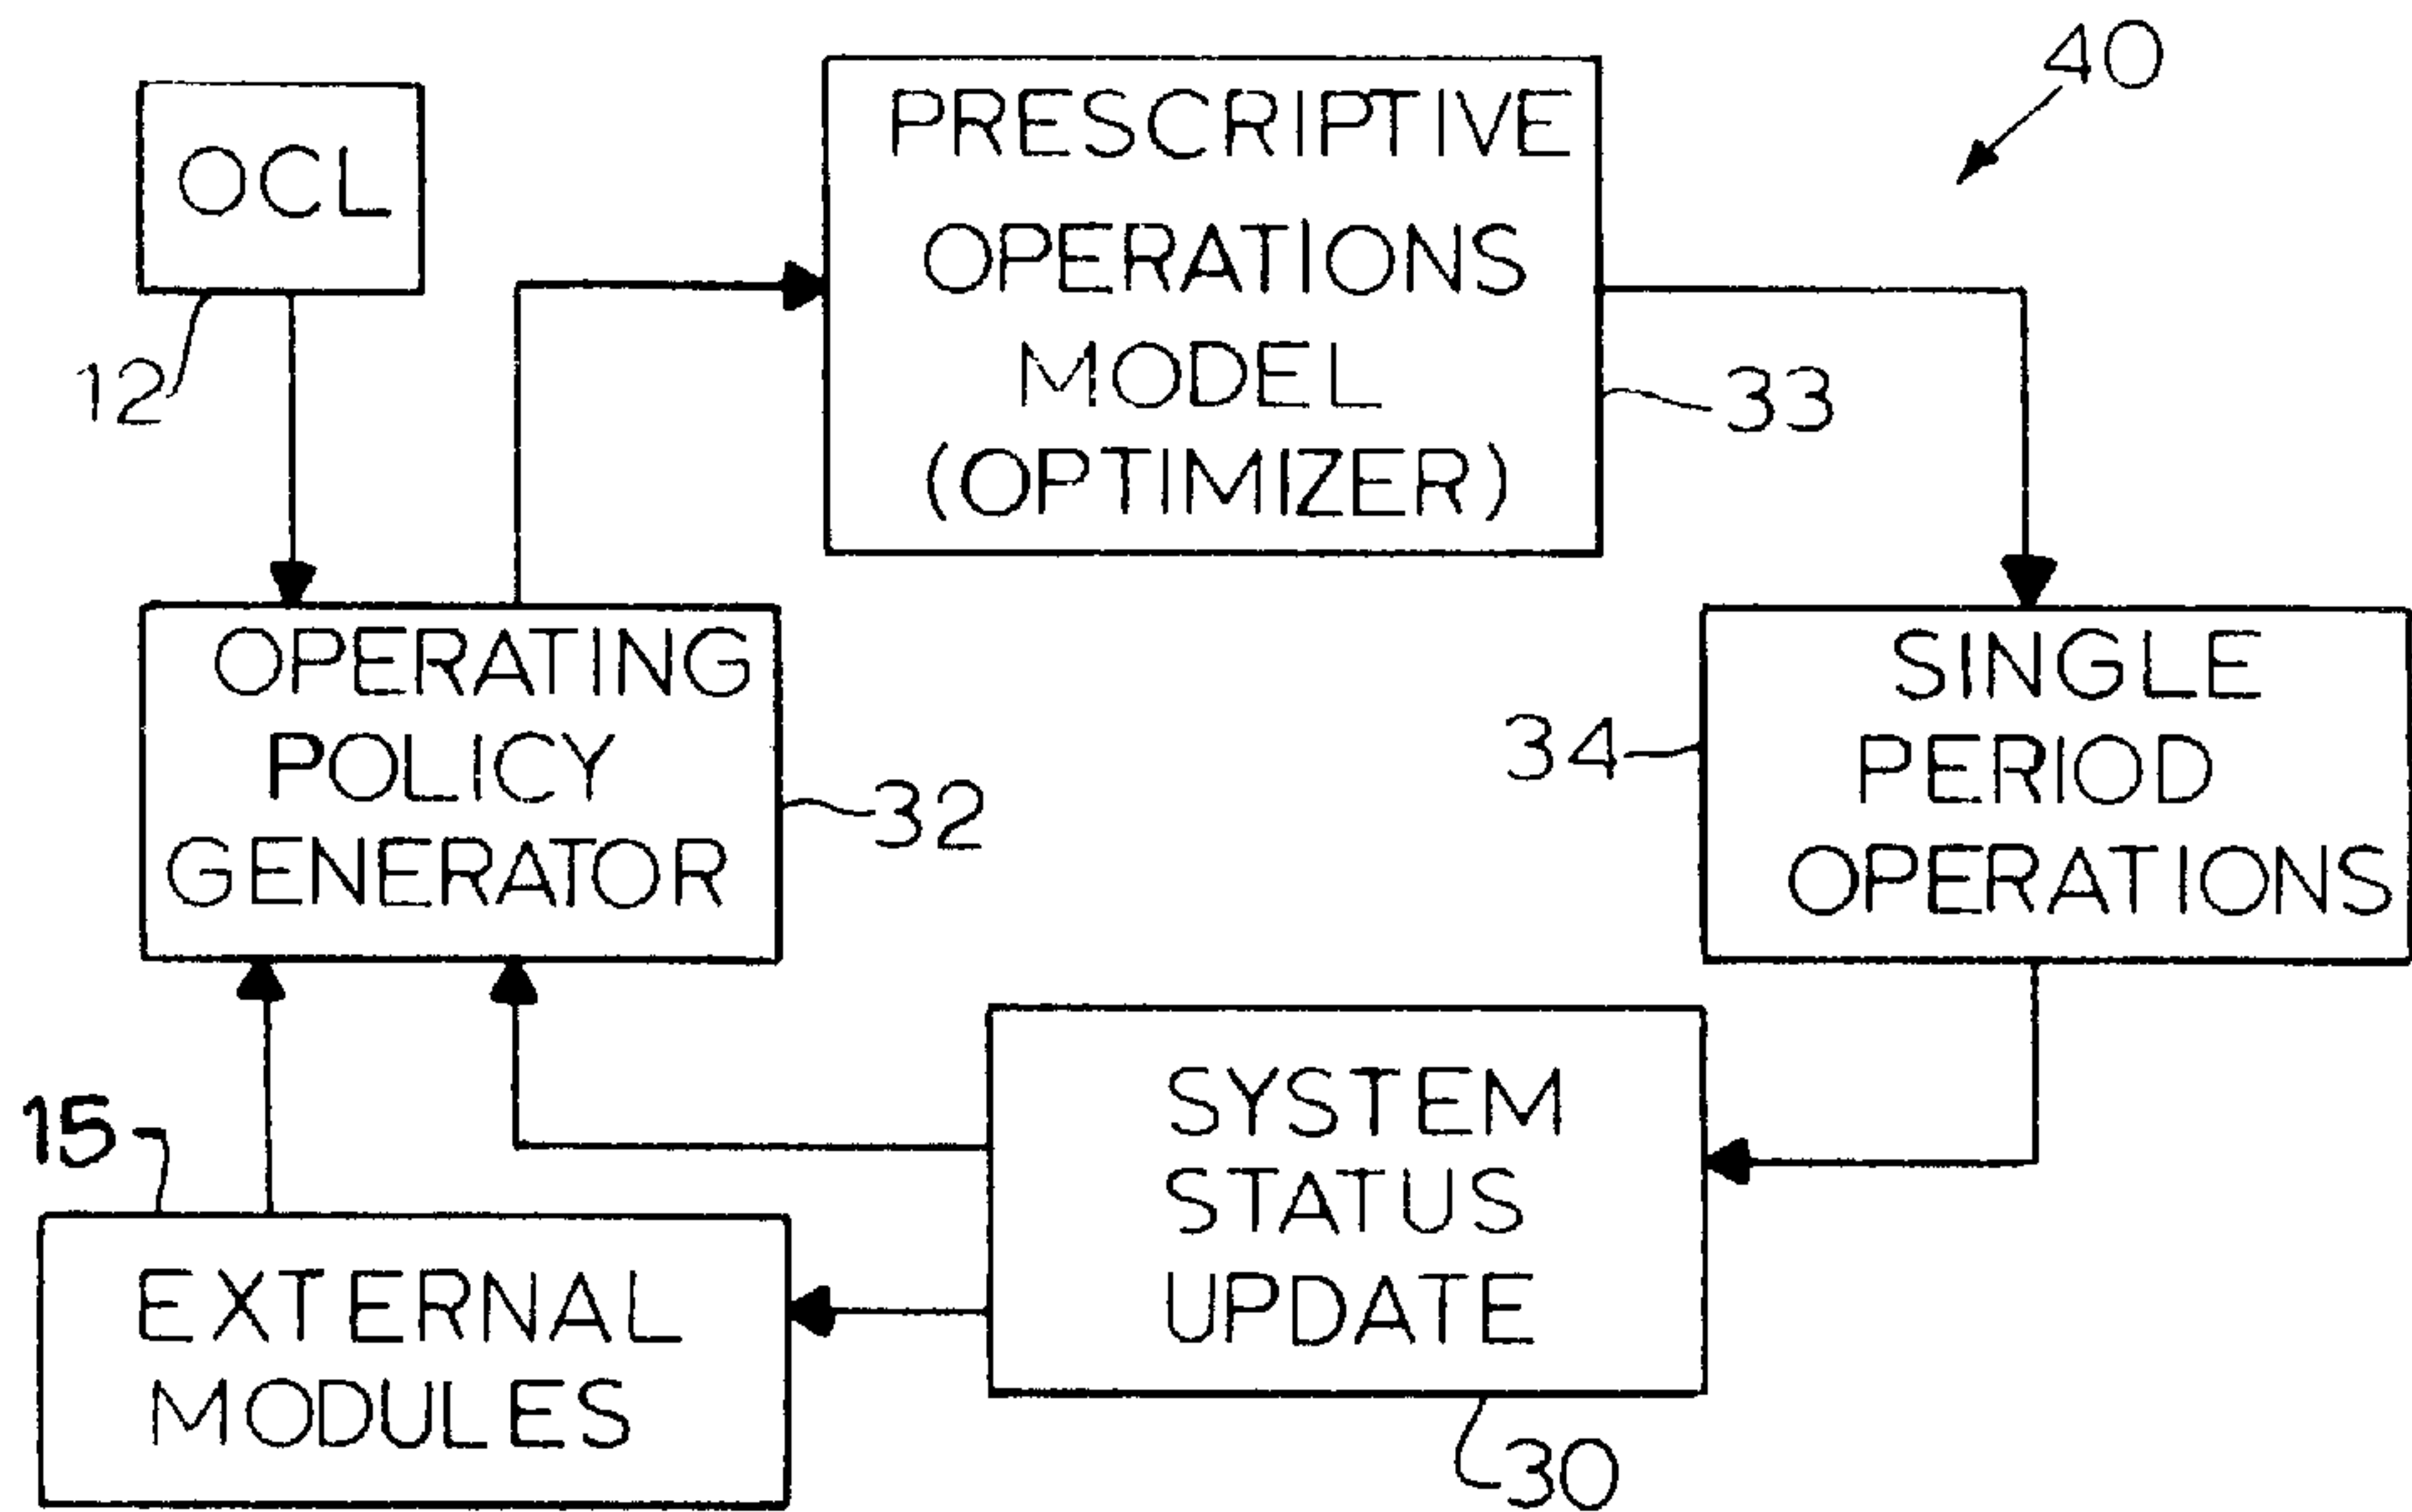 40
OCL
12
PRESCRIPTIVE
OPERATIONS
MODEL
(OPTIMIZER)
33
OPERATING
POLICY
GENERATOR
32
SINGLE
PERIOD
OPERATIONS
34
SYSTEM
STATUS
UPDATE
30
15
EXTERNAL
MODULES